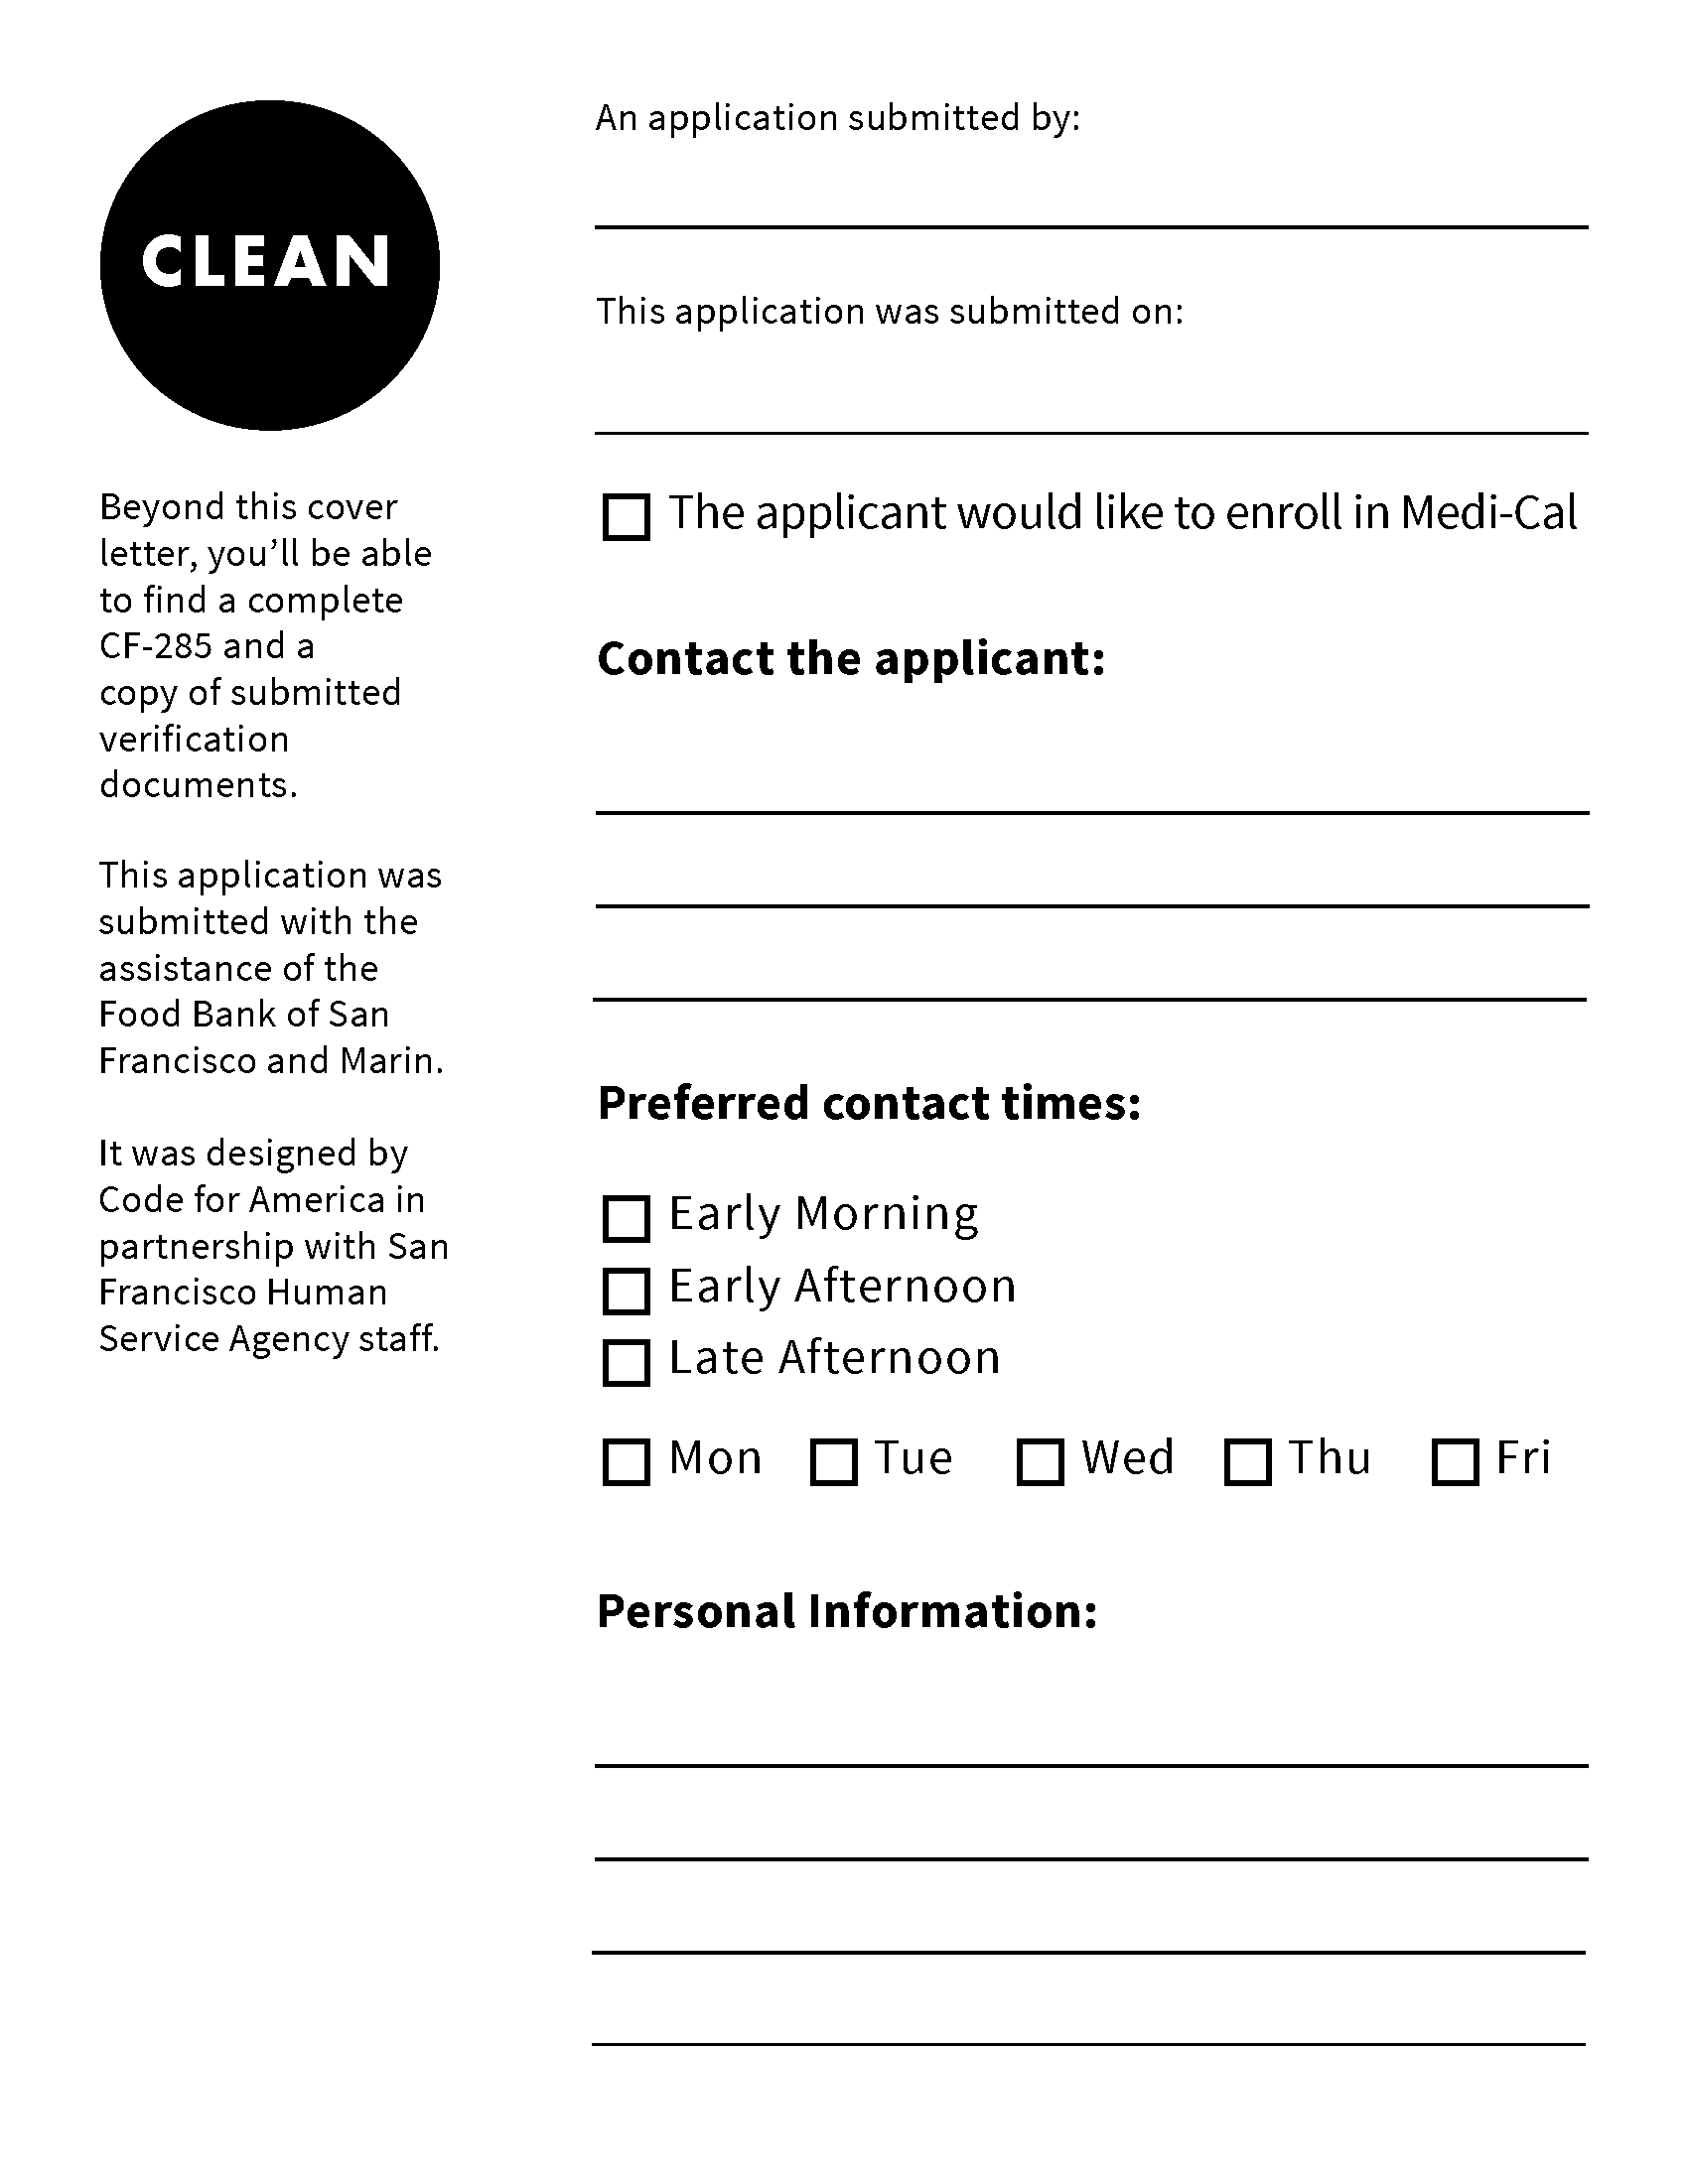 CLEAN
Beyond this cover
letter, you’ll be able
to find a complete
CF-285 and a
copy of submitted
verification
documents.
This application was
submitted with the
assistance of the
Food Bank of San
Francisco and Marin.
It was designed by
Code for America in
partnership with San
Francisco Human
Service Agency staff.
An application submitted by:
This application was submitted on:
The applicant would like to enroll in Medi-Cal
Contact the applicant:
Preferred contact times:
Early Morning
Early Afternoon
Late Afternoon
Mon Tue Wed Thu Fri
Personal Information: